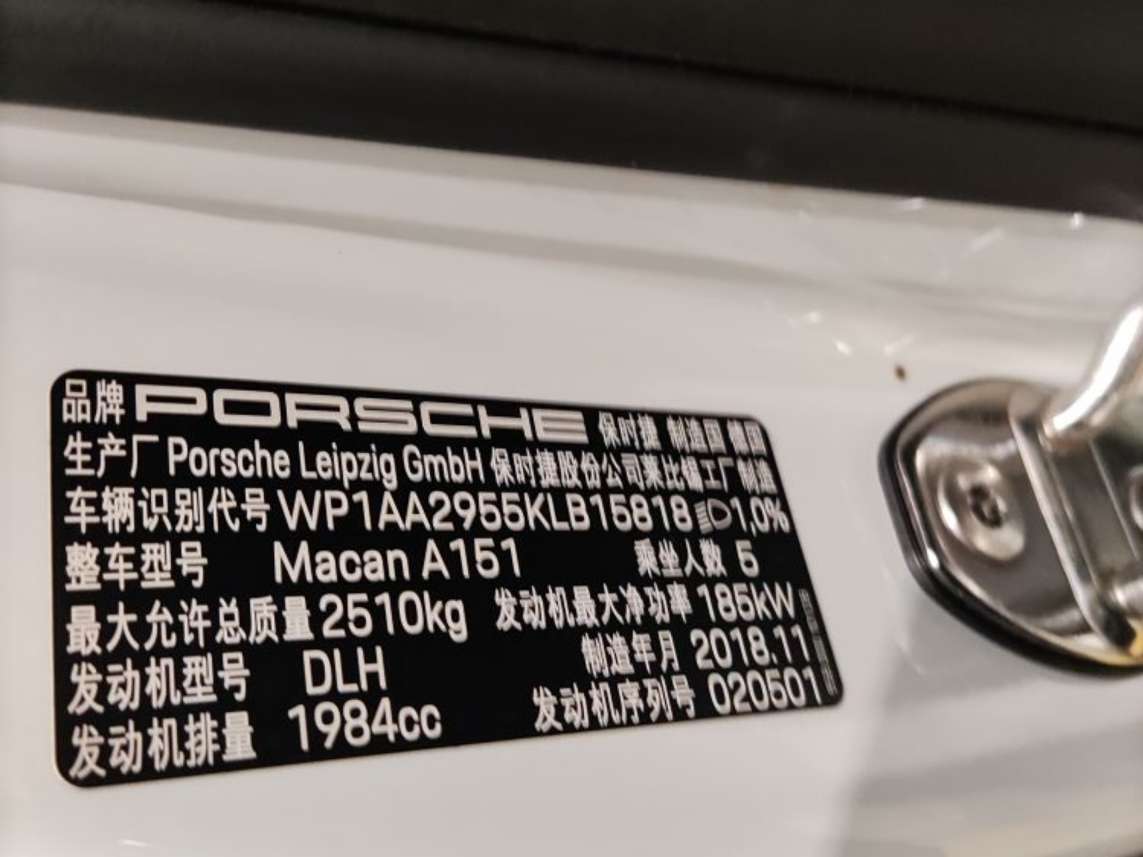 品牌 PORSCHE 保时捷 制造国 德国
生产厂 Porsche Leipzig GmbH 保时捷股份公司莱比锡工厂 制造
车辆识别代号 WP1AA2955KLB15818 1,0%
整车型号 Macan A151 乘坐人数 5
最大允许总质量 2510kg 发动机最大净功率 185kW
发动机型号 DLH 制造年月 2018.11
发动机排量 1984cc 发动机序列号 020501